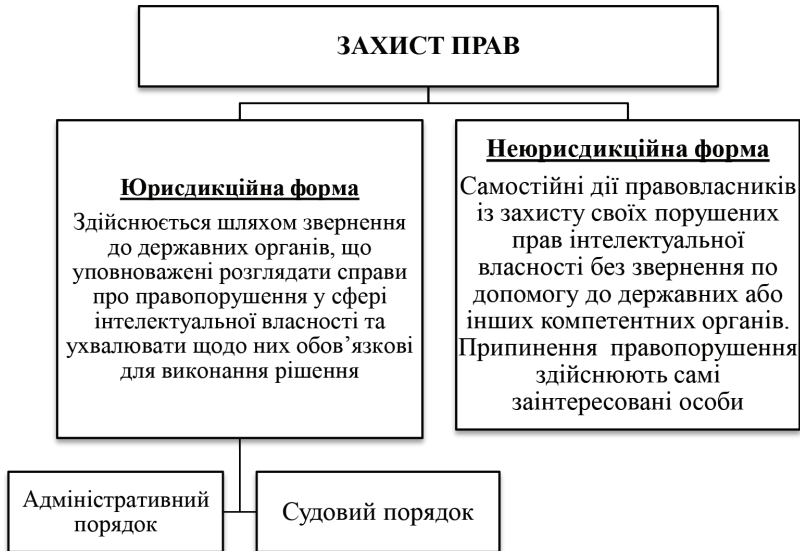 ЗАХИСТ ПРАВ
Юрисдикційна форма
Здійснюється шляхом звернення
до державних органів, що
уповноважені розглядати справи
про правопорушення у сфері
інтелектуальної власності та
ухвалювати щодо них обов’язкові
для виконання рішення
Неюрисдикційна форма
Самостійні дії правовласників
із захисту своїх порушених
прав інтелектуальної
власності без звернення по
допомогу до державних або
інших компетентних органів.
Припинення правопорушення
здійснюють самі
заінтересовані особи
Адміністративний
порядок
Судовий порядок